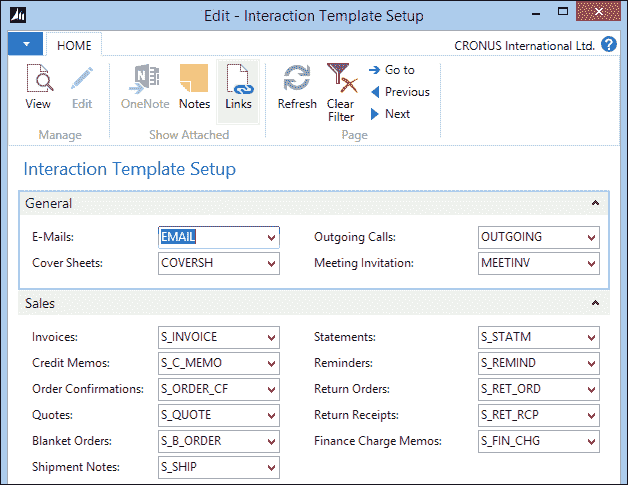 Edit - Interaction Template Setup
HOME
CRONUS International Ltd.
View
Edit
OneNote
Notes
Links
Refresh
Clear Filter
Go to
Previous
Next
Manage
Show Attached
Page
Interaction Template Setup
General
E-Mails: EMAIL Outgoing Calls: OUTGOING
Cover Sheets: COVERSH Meeting Invitation: MEETINV
Sales
Invoices: S_INVOICE Statements: S_STATM
Credit Memos: S_C_MEMO Reminders: S_REMIND
Order Confirmations: S_ORDER_CF Return Orders: S_RET_ORD
Quotes: S_QUOTE Return Receipts: S_RET_RCP
Blanket Orders: S_B_ORDER Finance Charge Memos: S_FIN_CHG
Shipment Notes: S_SHIP